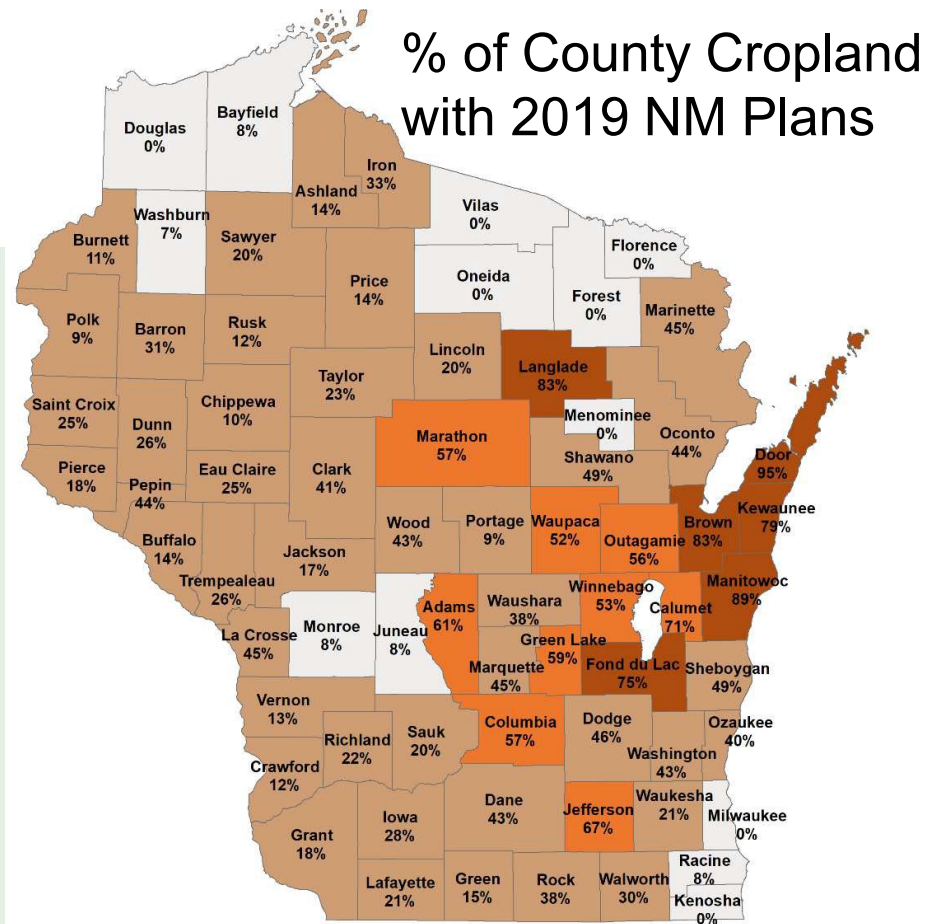 % of County Cropland
with 2019 NM Plans
Douglas
0%
Bayfield
8%
Iron
33%
Ashland
14%
Vilas
0%
Washburn
7%
Florence
0%
Burnett
11%
Sawyer
20%
Oneida
0%
Price
14%
Forest
0%
Marinette
45%
Polk
9%
Barron
31%
Rusk
12%
Lincoln
20%
Langlade
83%
Taylor
23%
Saint Croix
25%
Chippewa
10%
Dunn
26%
Menominee
0%
Oconto
44%
Marathon
57%
Shawano
49%
Door
95%
Pierce
18%
Pepin
44%
Eau Claire
25%
Clark
41%
Kewaunee
79%
Wood
43%
Portage
9%
Waupaca
52%
Outagamie
56%
Brown
83%
Buffalo
14%
Jackson
17%
Trempealeau
26%
Winnebago
53%
Manitowoc
89%
Adams
61%
Waushara
38%
Calumet
71%
La Crosse
45%
Monroe
8%
Juneau
8%
Green Lake
59%
Marquette
45%
Fond du Lac
75%
Sheboygan
49%
Vernon
13%
Columbia
57%
Dodge
46%
Ozaukee
40%
Richland
22%
Sauk
20%
Washington
43%
Crawford
12%
Dane
43%
Jefferson
67%
Waukesha
21%
Milwaukee
0%
Iowa
28%
Grant
18%
Racine
8%
Lafayette
21%
Green
15%
Rock
38%
Walworth
30%
Kenosha
0%